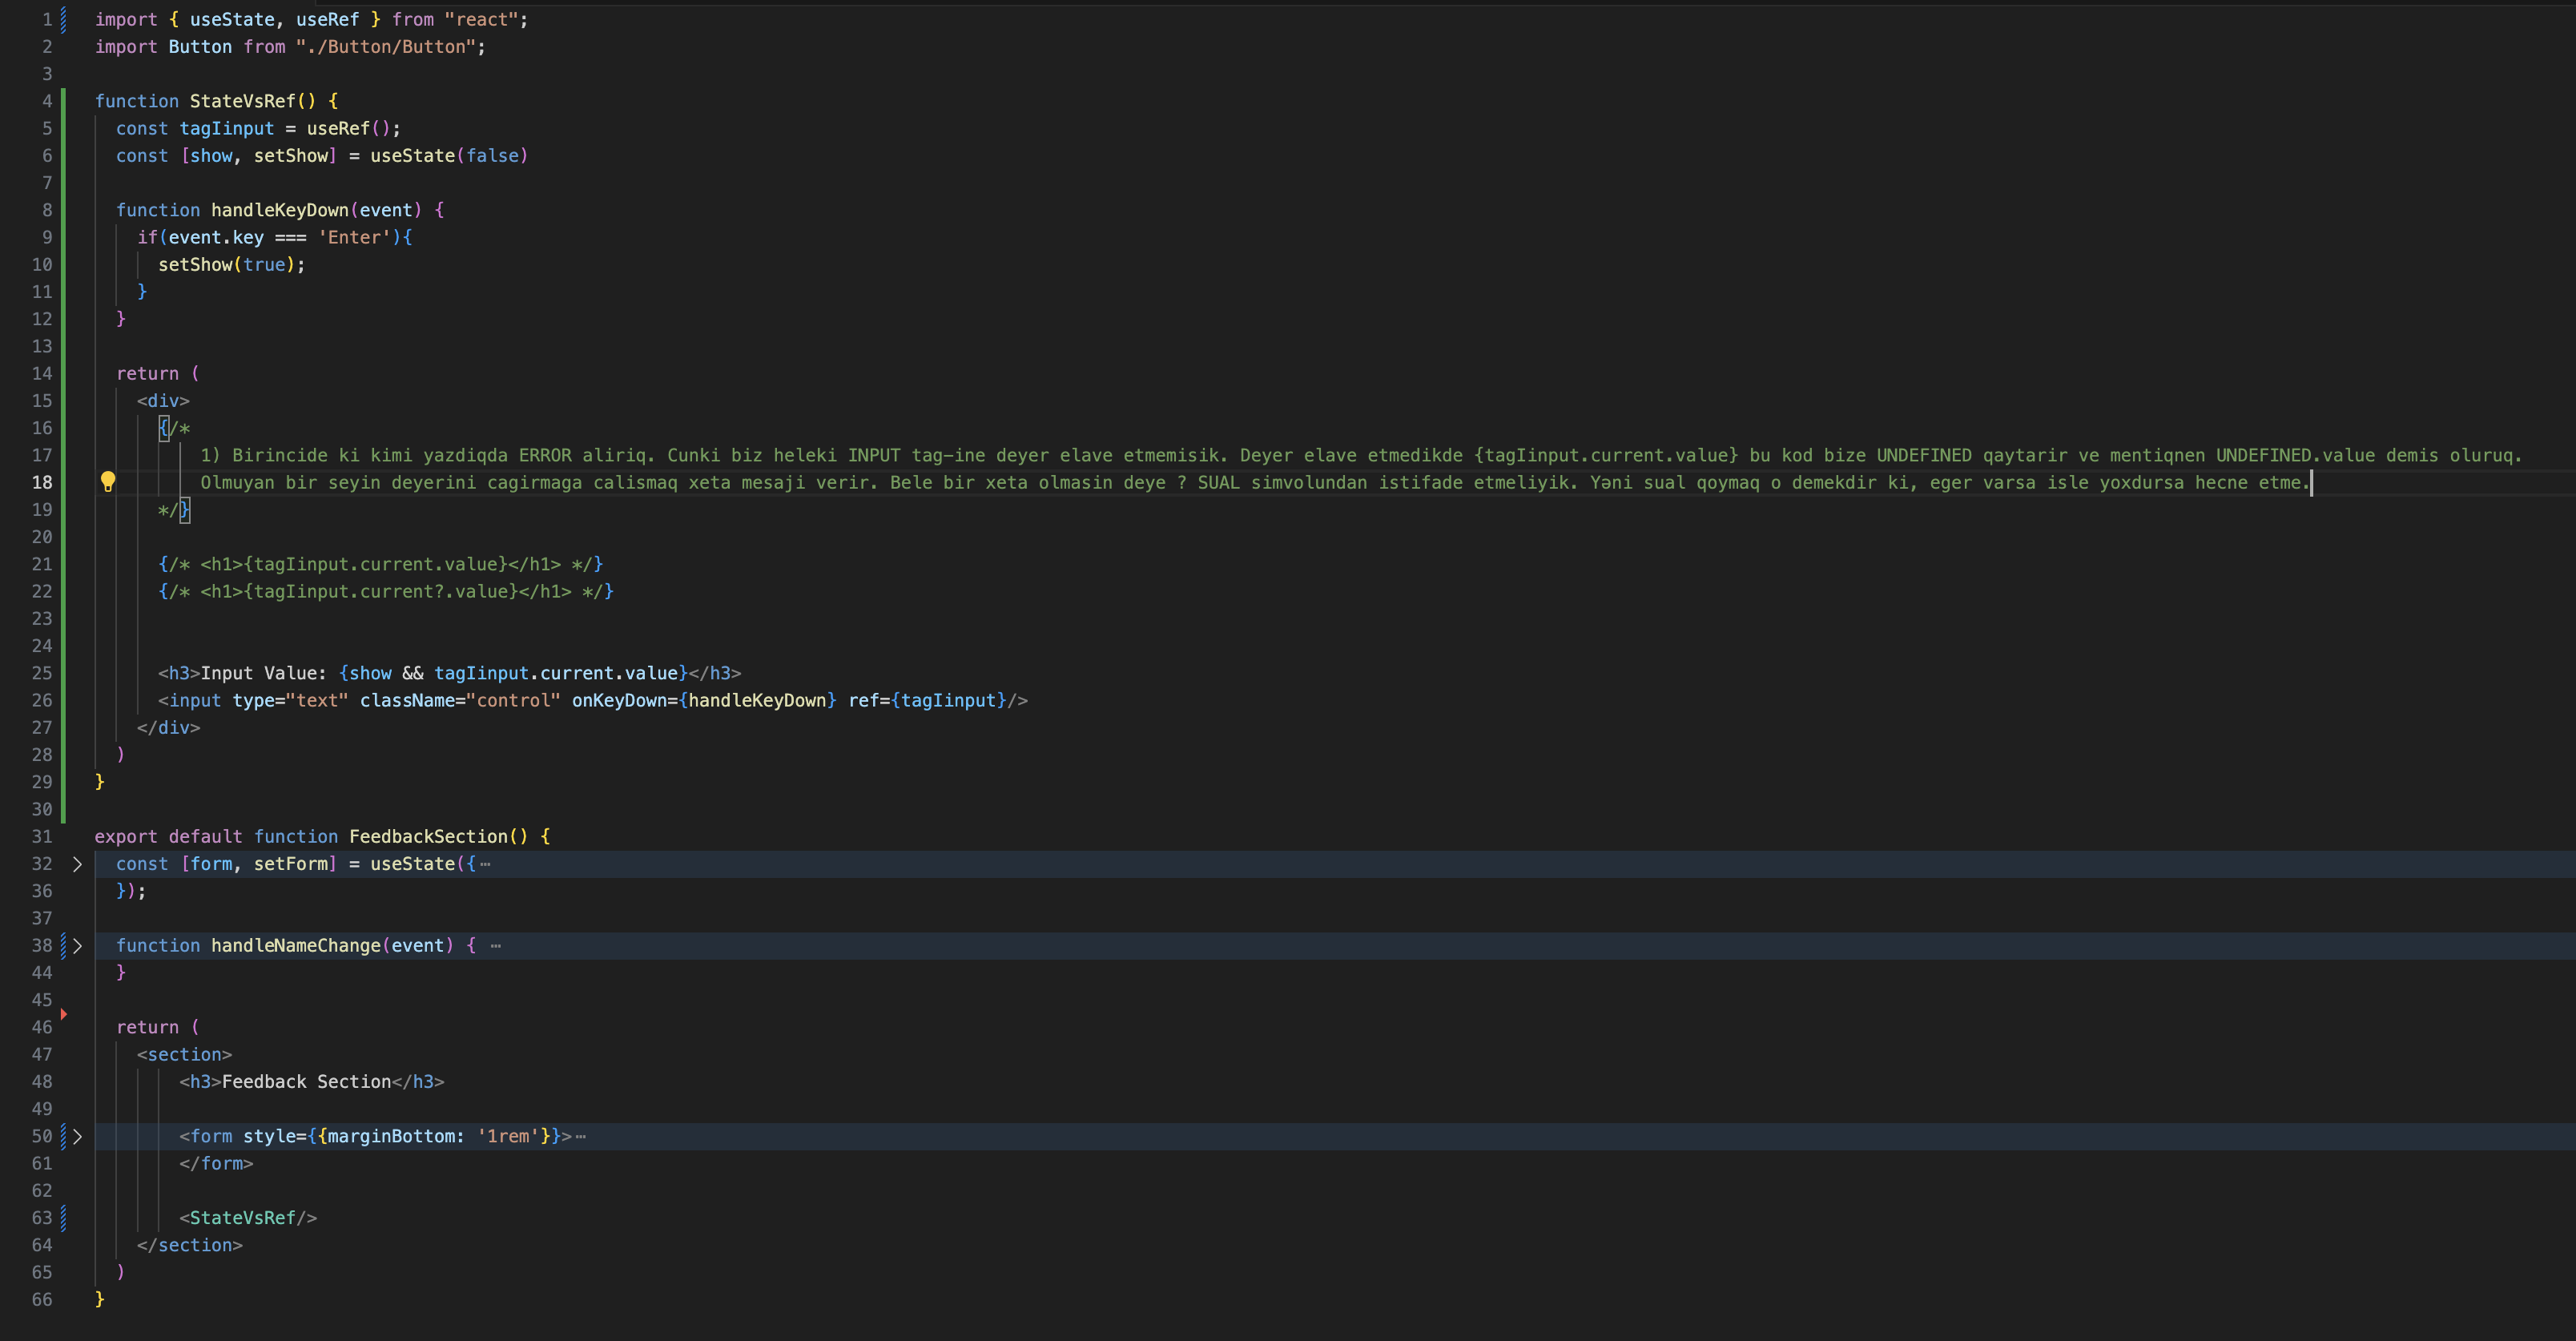 1 import { useState, useRef } from "react";
2 import Button from "./Button/Button";
3
4 function StateVsRef() {
5 const tagIinput = useRef();
6 const [show, setShow] = useState(false)
7
8 function handleKeyDown(event) {
9 if(event.key === 'Enter'){
10 setShow(true);
11 }
12 }
13
14 return (
15 <div>
16 {/*
17 1) Birincide ki kimi yazdiqda ERROR aliriq. Cunki biz heleki INPUT tag-ine deyer elave etmemisik. Deyer elave etmedikde {tagIinput.current.value} bu kod bize UNDEFINED qaytarir ve mentiqnen UNDEFINED.value demis oluruq.
18 Olmuyan bir seyin deyerini cagirmaga calismaq xeta mesaji verir. Bele bir xeta olmasin deye ? SUAL simvolundan istifade etmeliyik. Yəni sual qoymaq o demekdir ki, eger varsa isle yoxdursa hecne etme.
19 */}
20
21 {/* <h1>{tagIinput.current.value}</h1> */}
22 {/* <h1>{tagIinput.current?.value}</h1> */}
23
24
25 <h3>Input Value: {show && tagIinput.current.value}</h3>
26 <input type="text" className="control" onKeyDown={handleKeyDown} ref={tagIinput}/>
27 </div>
28 )
29 }
30
31 export default function FeedbackSection() {
32 const [form, setForm] = useState({ ⋯
36 });
37
38 function handleNameChange(event) { ⋯
44 }
45
46 return (
47 <section>
48 <h3>Feedback Section</h3>
49
50 <form style={{marginBottom: '1rem'}}> ⋯
61 </form>
62
63 <StateVsRef/>
64 </section>
65 )
66 }